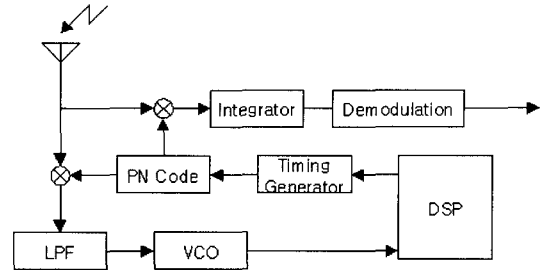 Integrator
Demodulation
PN Code
Timing
Generator
DSP
LPF
VCO